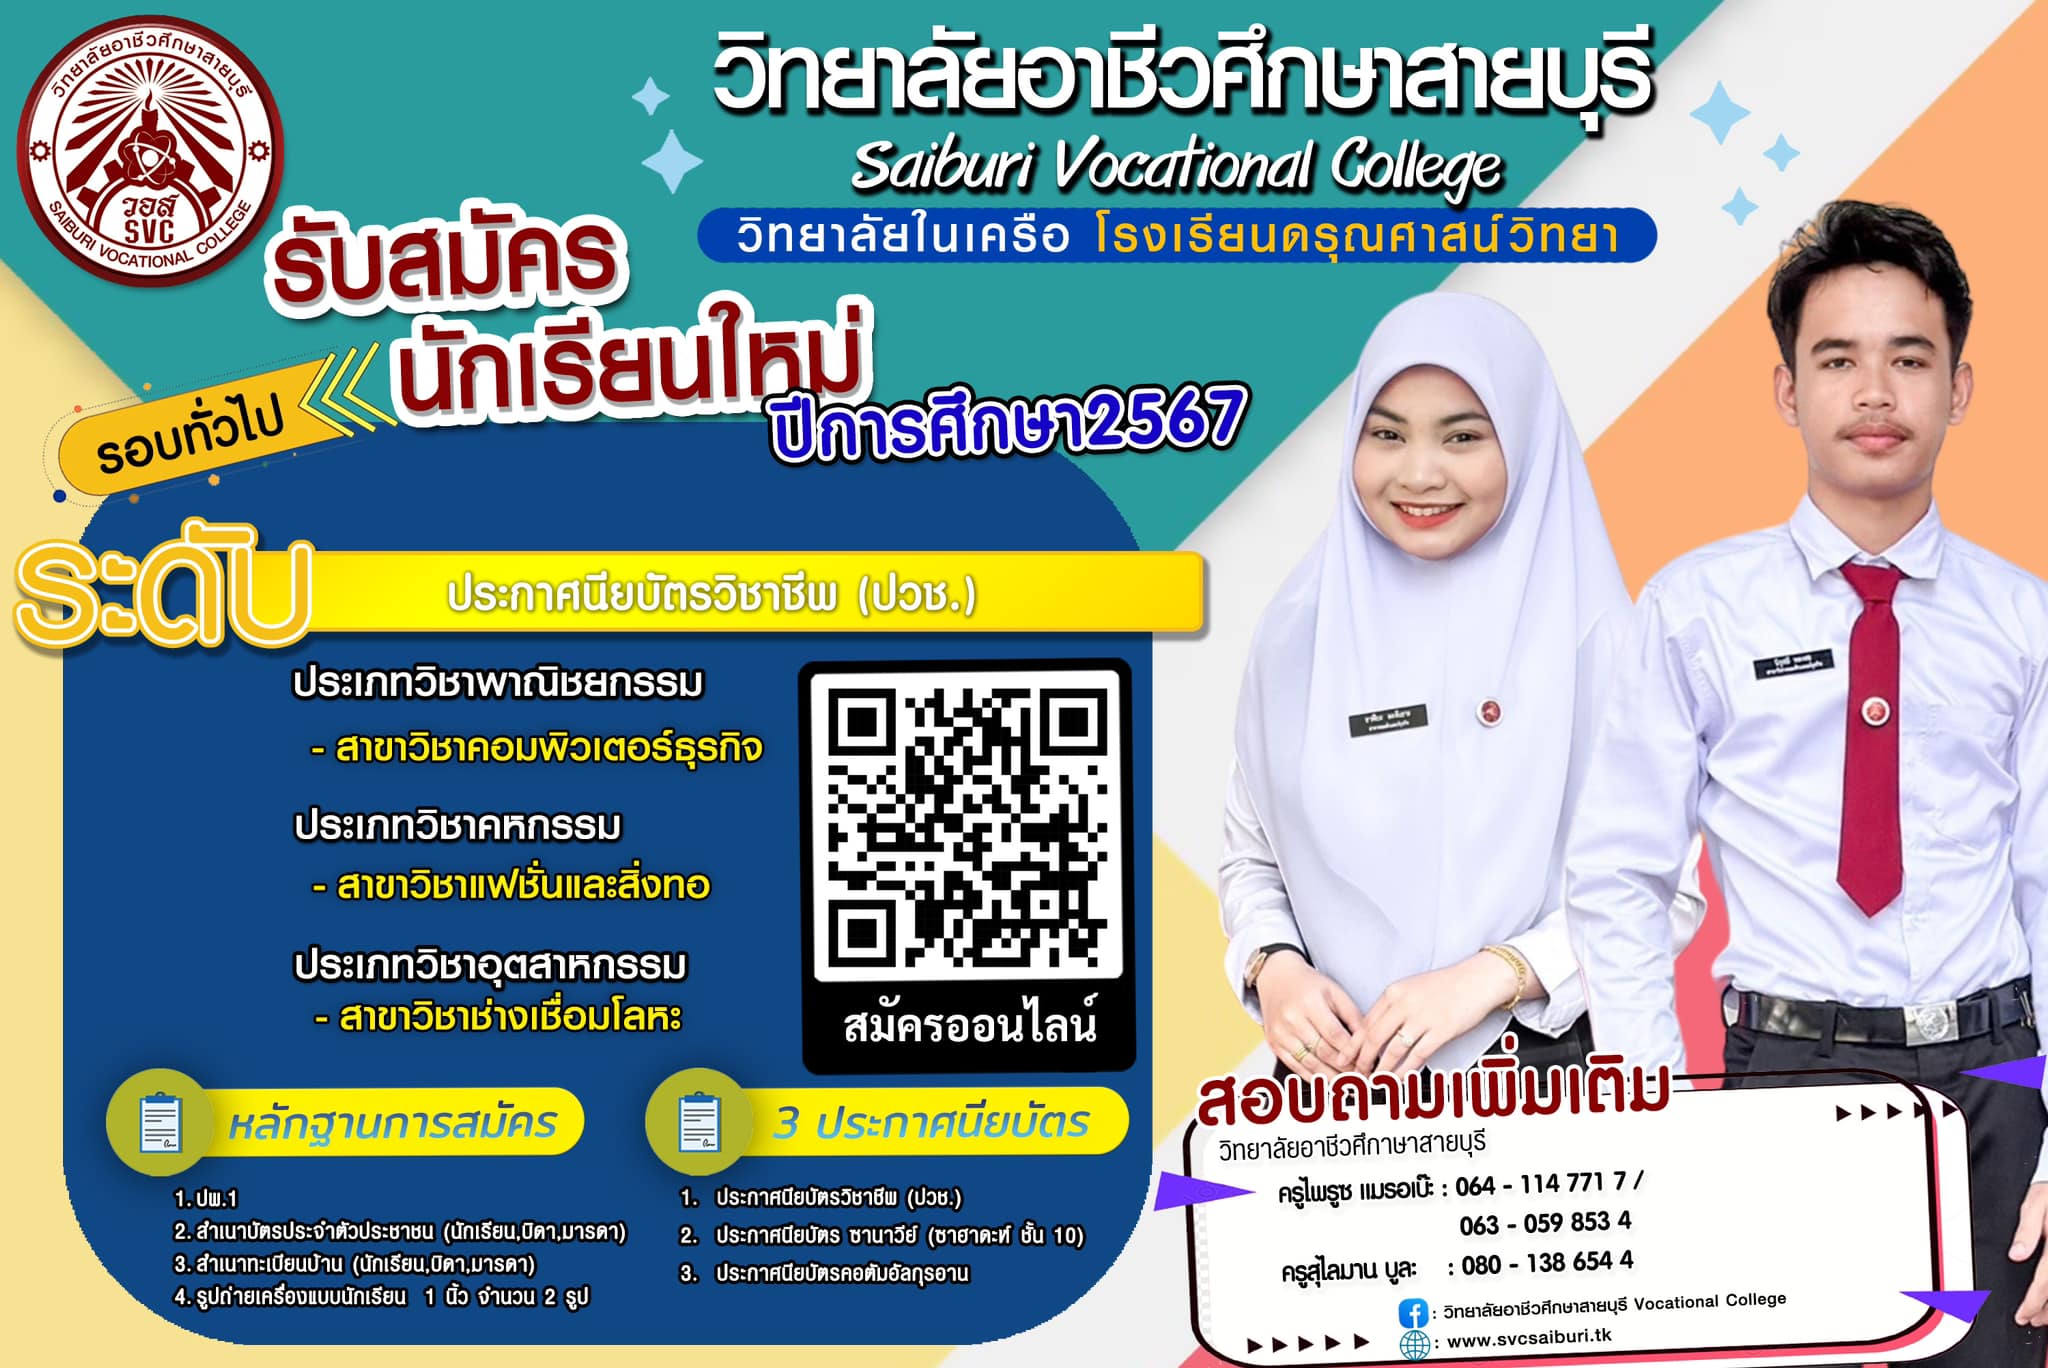 วิทยาลัยอาชีวศึกษาสายบุรี
วอส
SVC
SAIBURI VOCATIONAL COLLEGE
วิทยาลัยอาชีวศึกษาสายบุรี
Saiburi Vocational College
วิทยาลัยในเครือ โรงเรียนดรุณศาสน์วิทยา
รับสมัคร
นักเรียนใหม่
ปีการศึกษา2567
รอบทั่วไป
ระดับ
ประกาศนียบัตรวิชาชีพ (ปวช.)
ประเภทวิชาพาณิชยกรรม
- สาขาวิชาคอมพิวเตอร์ธุรกิจ
ประเภทวิชาคหกรรม
- สาขาวิชาแฟชั่นและสิ่งทอ
ประเภทวิชาอุตสาหกรรม
- สาขาวิชาช่างเชื่อมโลหะ
สมัครออนไลน์
หลักฐานการสมัคร
1. ปพ.1
2. สำเนาบัตรประจำตัวประชาชน (นักเรียน,บิดา,มารดา)
3. สำเนาทะเบียนบ้าน (นักเรียน,บิดา,มารดา)
4. รูปถ่ายเครื่องแบบนักเรียน 1 นิ้ว จำนวน 2 รูป
3 ประกาศนียบัตร
1. ประกาศนียบัตรวิชาชีพ (ปวช.)
2. ประกาศนียบัตร ซานาวีย์ (ซาฮาดะห์ ชั้น 10)
3. ประกาศนียบัตรคอตัมอัลกุรอาน
สอบถามเพิ่มเติม
วิทยาลัยอาชีวศึกาษาสายบุรี
ครูไพรูซ แมรอเบ๊ะ : 064 - 114 771 7 /
063 - 059 853 4
ครูสุไลมาน บูละ : 080 - 138 654 4
: วิทยาลัยอาชีวศึกษาสายบุรี Vocational College
: www.svcsaiburi.tk